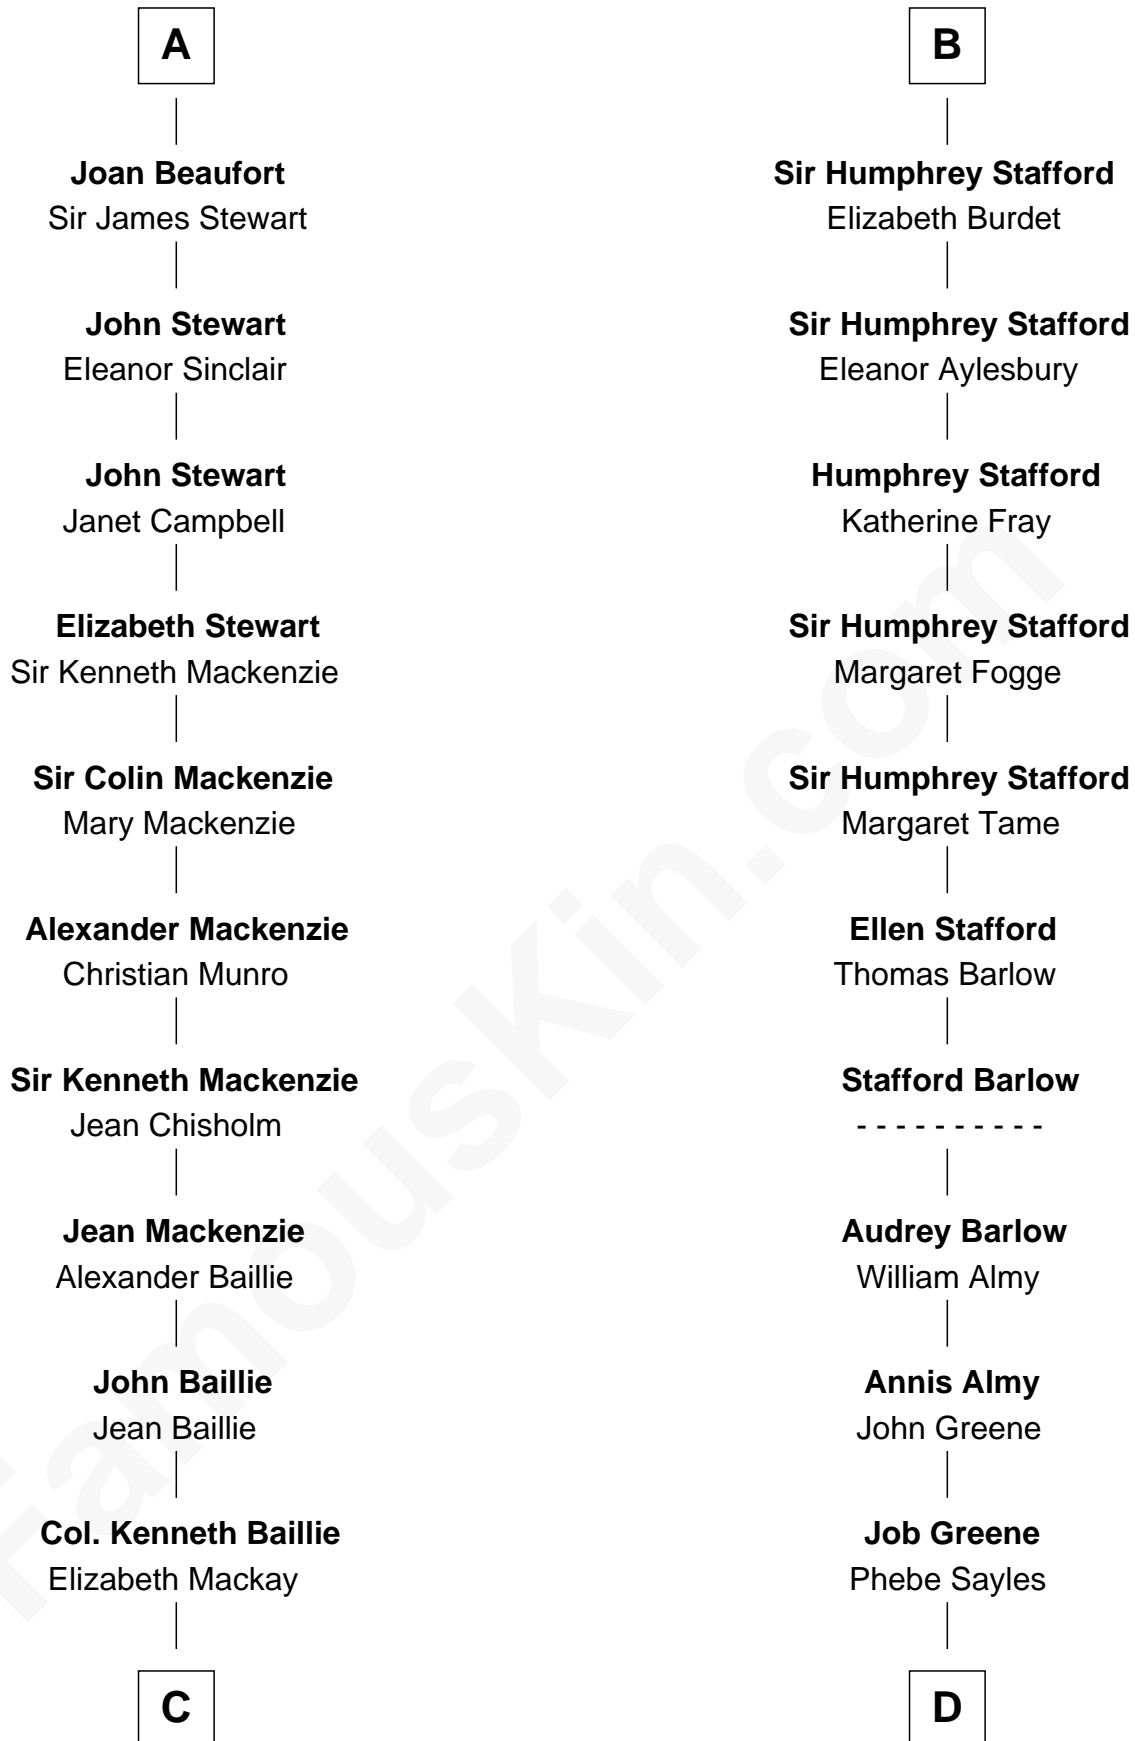 A
Joan Beaufort
Sir James Stewart
John Stewart
Eleanor Sinclair
John Stewart
Janet Campbell
Elizabeth Stewart
Sir Kenneth Mackenzie
Sir Colin Mackenzie
Mary Mackenzie
Alexander Mackenzie
Christian Munro
Sir Kenneth Mackenzie
Jean Chisholm
Jean Mackenzie
Alexander Baillie
John Baillie
Jean Baillie
Col. Kenneth Baillie
Elizabeth Mackay
C
B
Sir Humphrey Stafford
Elizabeth Burdet
Sir Humphrey Stafford
Eleanor Aylesbury
Humphrey Stafford
Katherine Fray
Sir Humphrey Stafford
Margaret Fogge
Sir Humphrey Stafford
Margaret Tame
Ellen Stafford
Thomas Barlow
Stafford Barlow
- - - - - - - - - -
Audrey Barlow
William Almy
Annis Almy
John Greene
Job Greene
Phebe Sayles
D
FamousKin.com